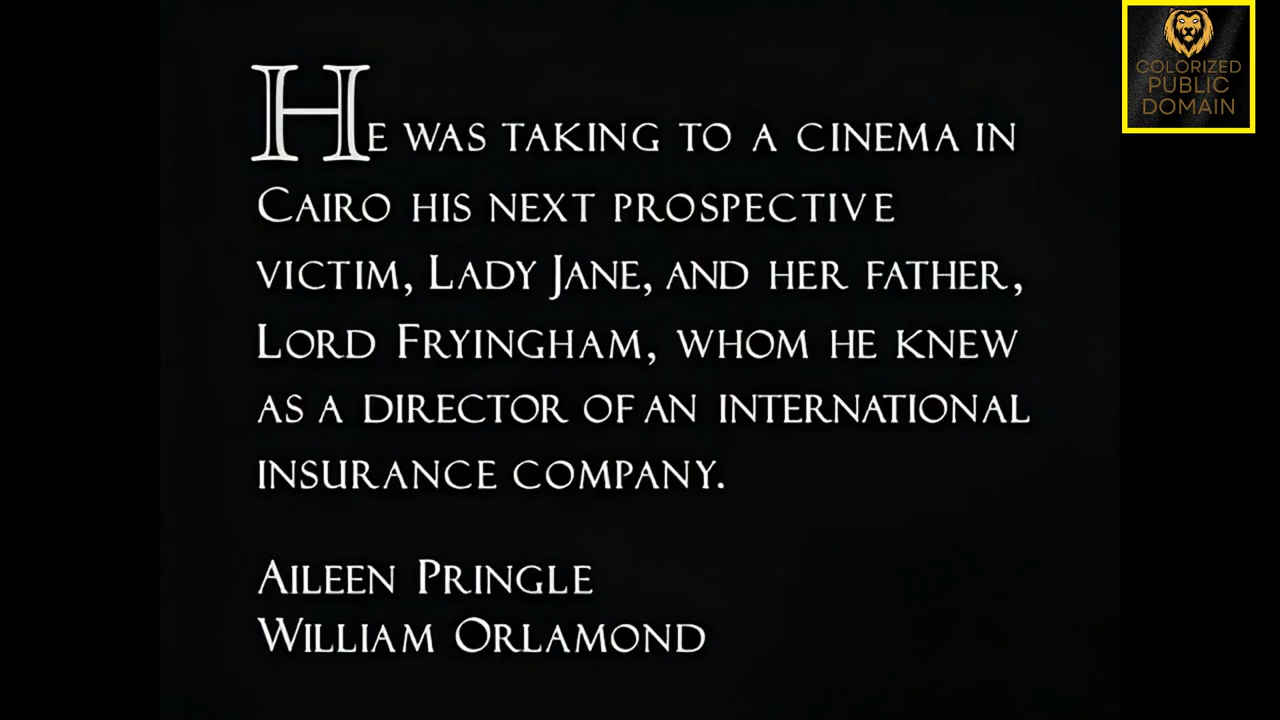 He was taking to a cinema in
Cairo his next prospective
victim, Lady Jane, and her father,
Lord Fryingham, whom he knew
as a director of an international
insurance company.
Aileen Pringle
William Orlamond
COLORIZED
PUBLIC
DOMAIN